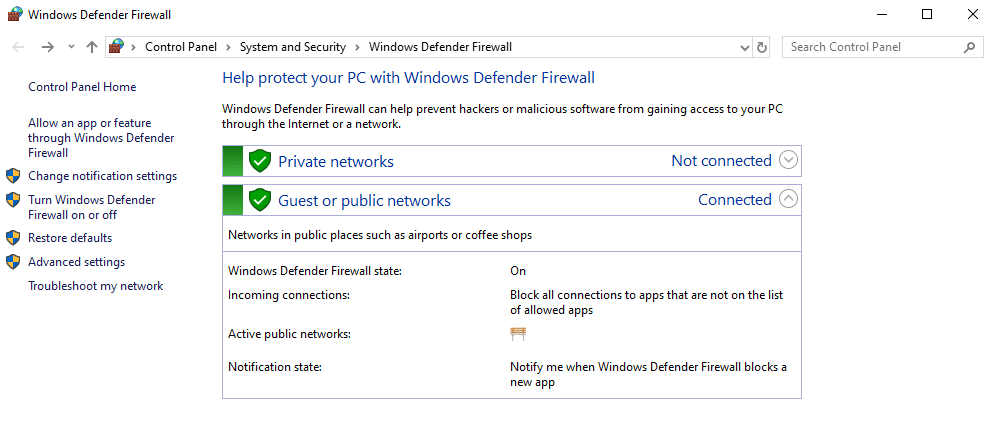 Windows Defender Firewall
Control Panel > System and Security > Windows Defender Firewall
Search Control Panel
Control Panel Home
Allow an app or feature
through Windows Defender
Firewall
Change notification settings
Turn Windows Defender
Firewall on or off
Restore defaults
Advanced settings
Troubleshoot my network
Help protect your PC with Windows Defender Firewall
Windows Defender Firewall can help prevent hackers or malicious software from gaining access to your PC
through the Internet or a network.
Private networks Not connected
Guest or public networks Connected
Networks in public places such as airports or coffee shops
Windows Defender Firewall state: On
Incoming connections: Block all connections to apps that are not on the list
of allowed apps
Active public networks:
Notification state: Notify me when Windows Defender Firewall blocks a
new app